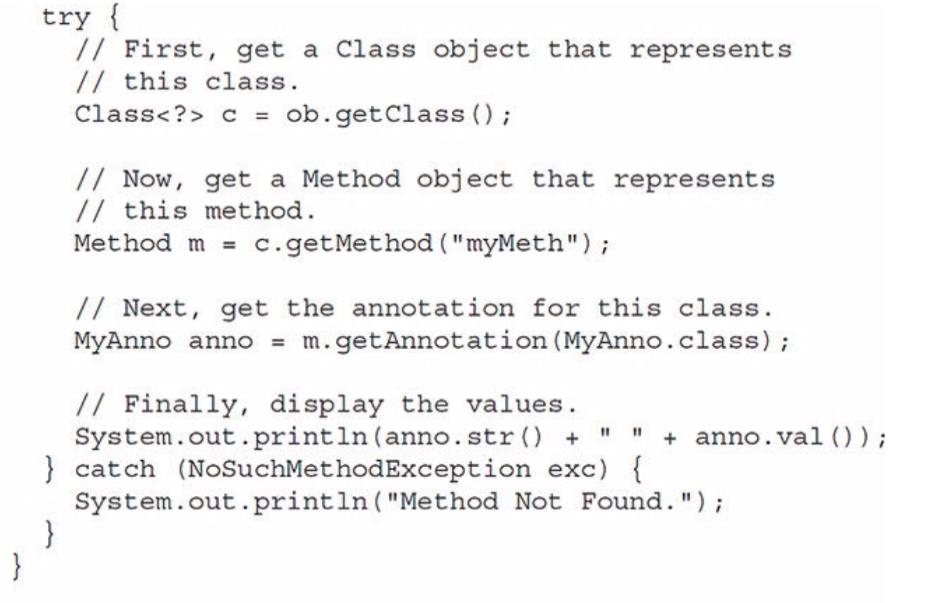 try {
// First, get a Class object that represents
// this class.
Class<?> c = ob.getClass();
// Now, get a Method object that represents
// this method.
Method m = c.getMethod("myMeth");
// Next, get the annotation for this class.
MyAnno anno = m.getAnnotation(MyAnno.class);
// Finally, display the values.
System.out.println(anno.str() + " " + anno.val());
} catch (NoSuchMethodException exc) {
System.out.println("Method Not Found.");
}
}